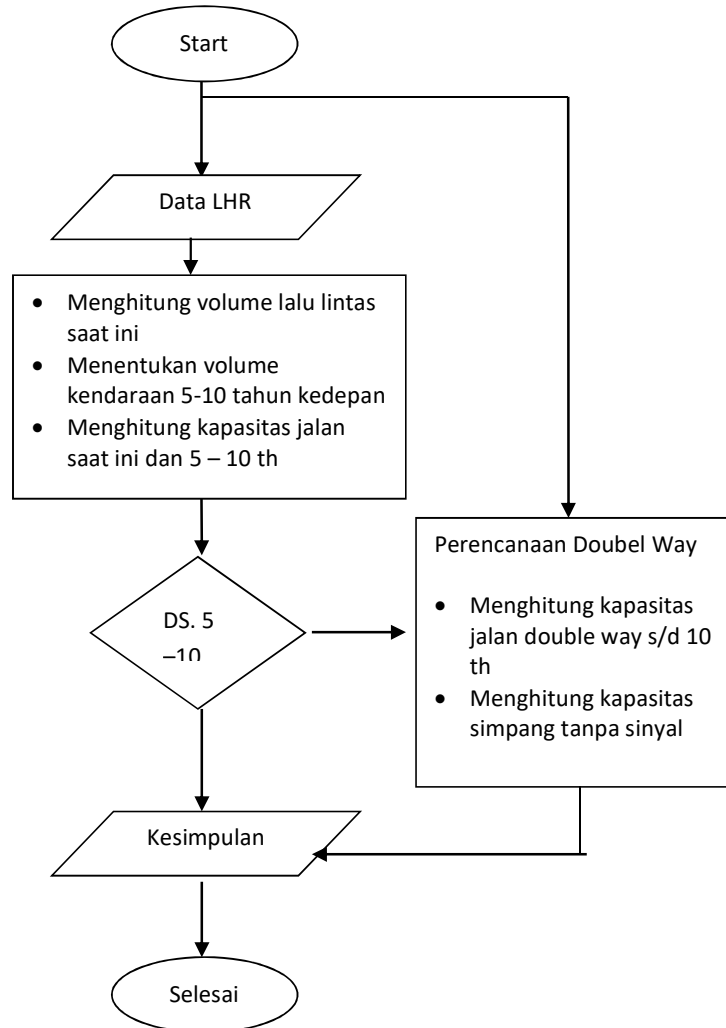 Start
Data LHR
• Menghitung volume lalu lintas
saat ini
• Menentukan volume
kendaraan 5-10 tahun kedepan
• Menghitung kapasitas jalan
saat ini dan 5 – 10 th
DS. 5
–10
Perencanaan Doubel Way
• Menghitung kapasitas
jalan double way s/d 10
th
• Menghitung kapasitas
simpang tanpa sinyal
Kesimpulan
Selesai